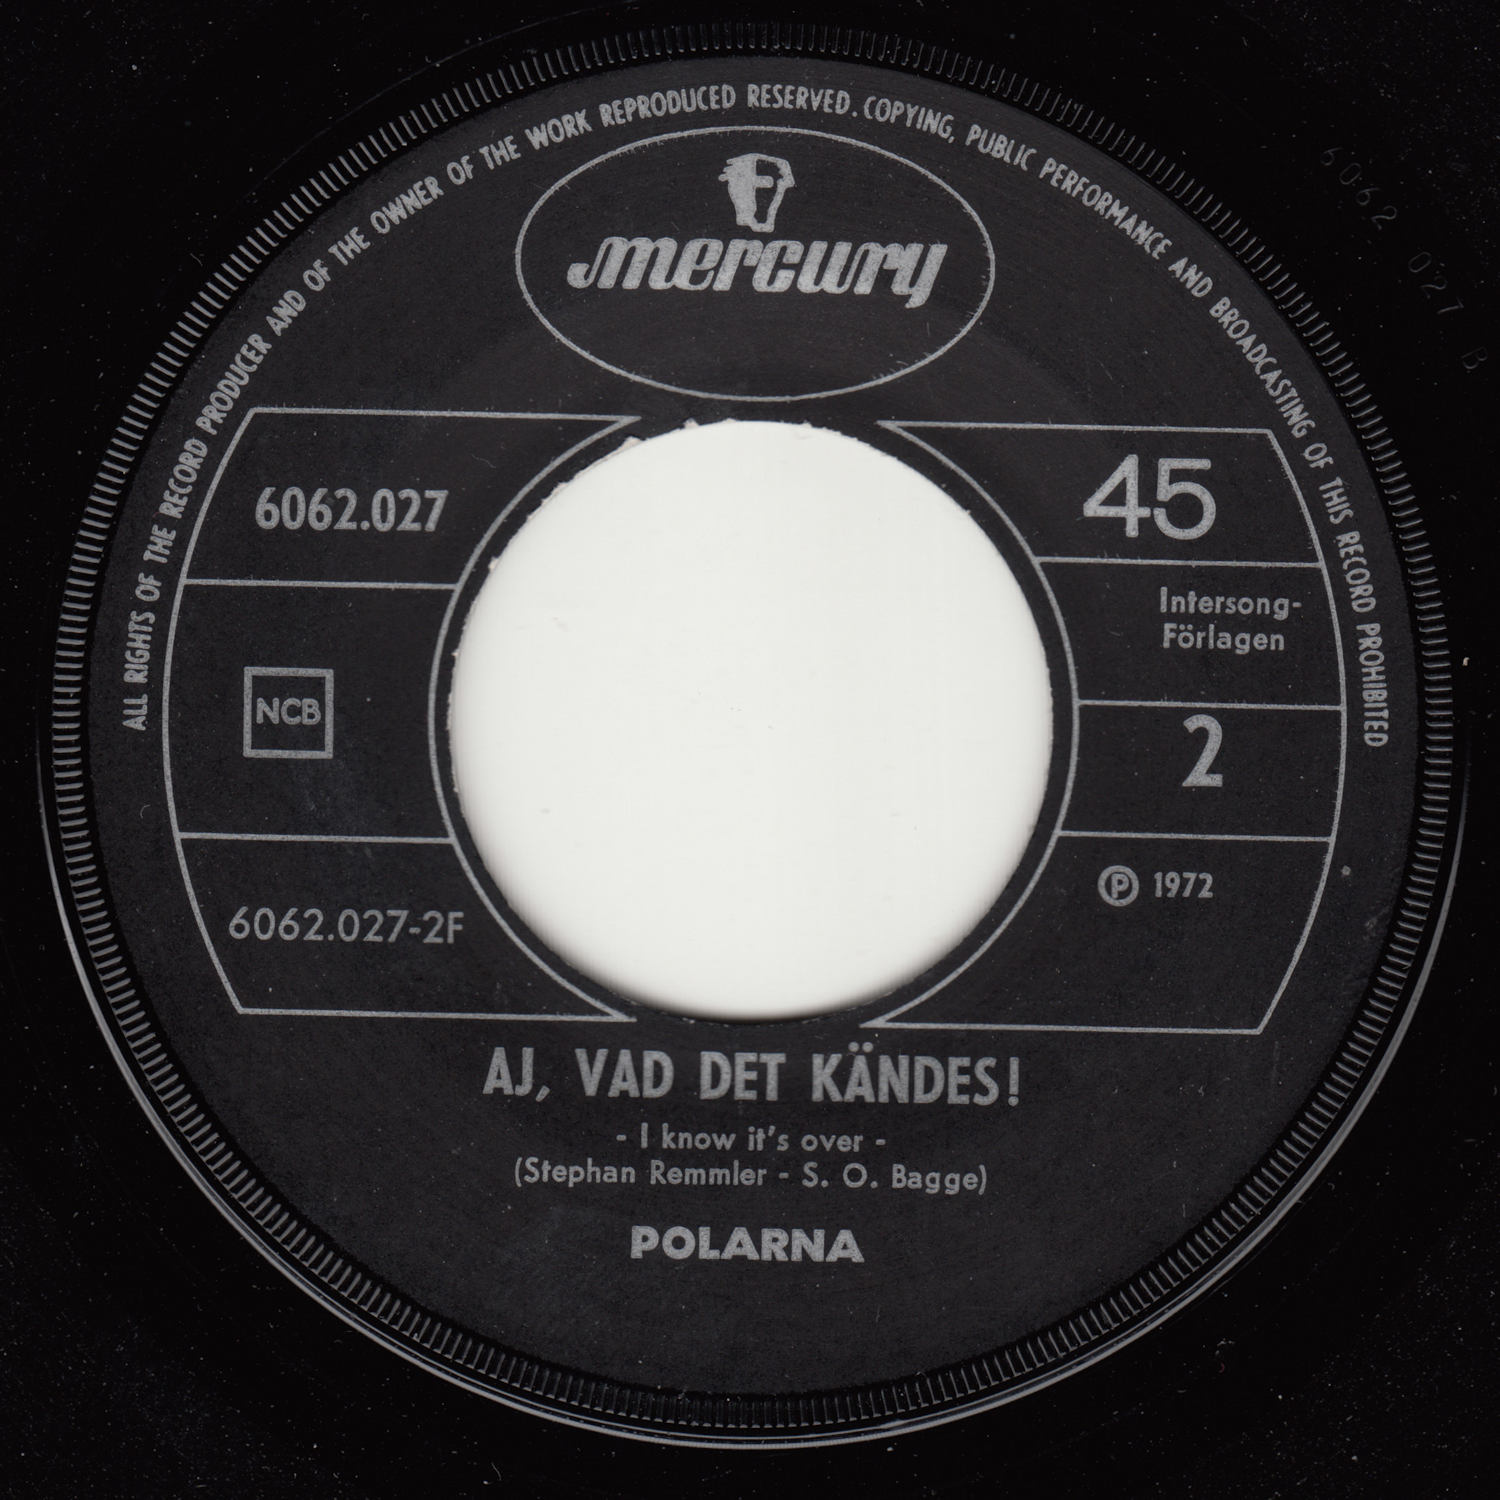 ALL RIGHTS OF THE RECORD PRODUCER AND OF THE OWNER OF THE WORK REPRODUCED RESERVED. COPYING, PUBLIC PERFORMANCE AND BROADCASTING OF THIS RECORD PROHIBITED
mercury
6062.027
45
Intersong-
Förlagen
NCB
2
6062.027-2F
Ⓟ 1972
AJ, VAD DET KÄNDES!
- I know it's over -
(Stephan Remmler - S. O. Bagge)
POLARNA
6062 027 B